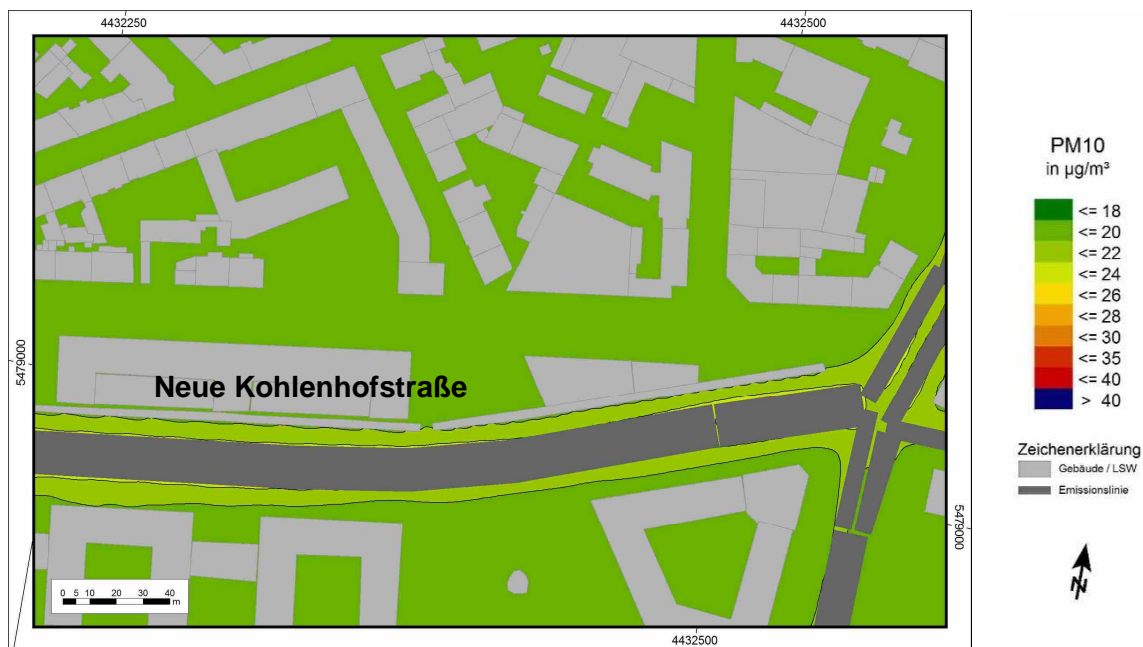 4432250
4432500
5479000
Neue Kohlenhofstraße
0 5 10 20 30 40
m
5479000
4432500
PM10
in µg/m³
<= 18
<= 20
<= 22
<= 24
<= 26
<= 28
<= 30
<= 35
<= 40
> 40
Zeichenerklärung
Gebäude / LSW
Emissionslinie
N